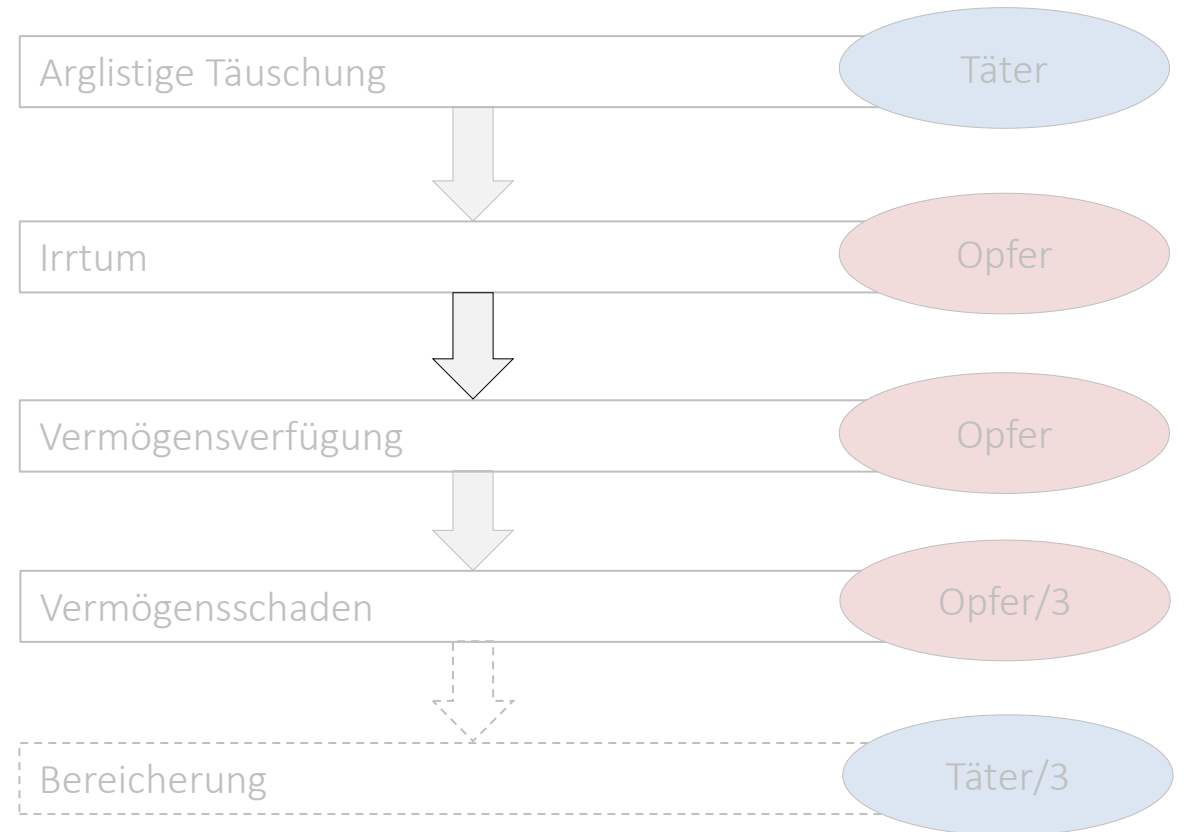 Arglistige Täuschung
Täter
Irrtum
Opfer
Vermögensverfügung
Opfer
Vermögensschaden
Opfer/3
Bereicherung
Täter/3